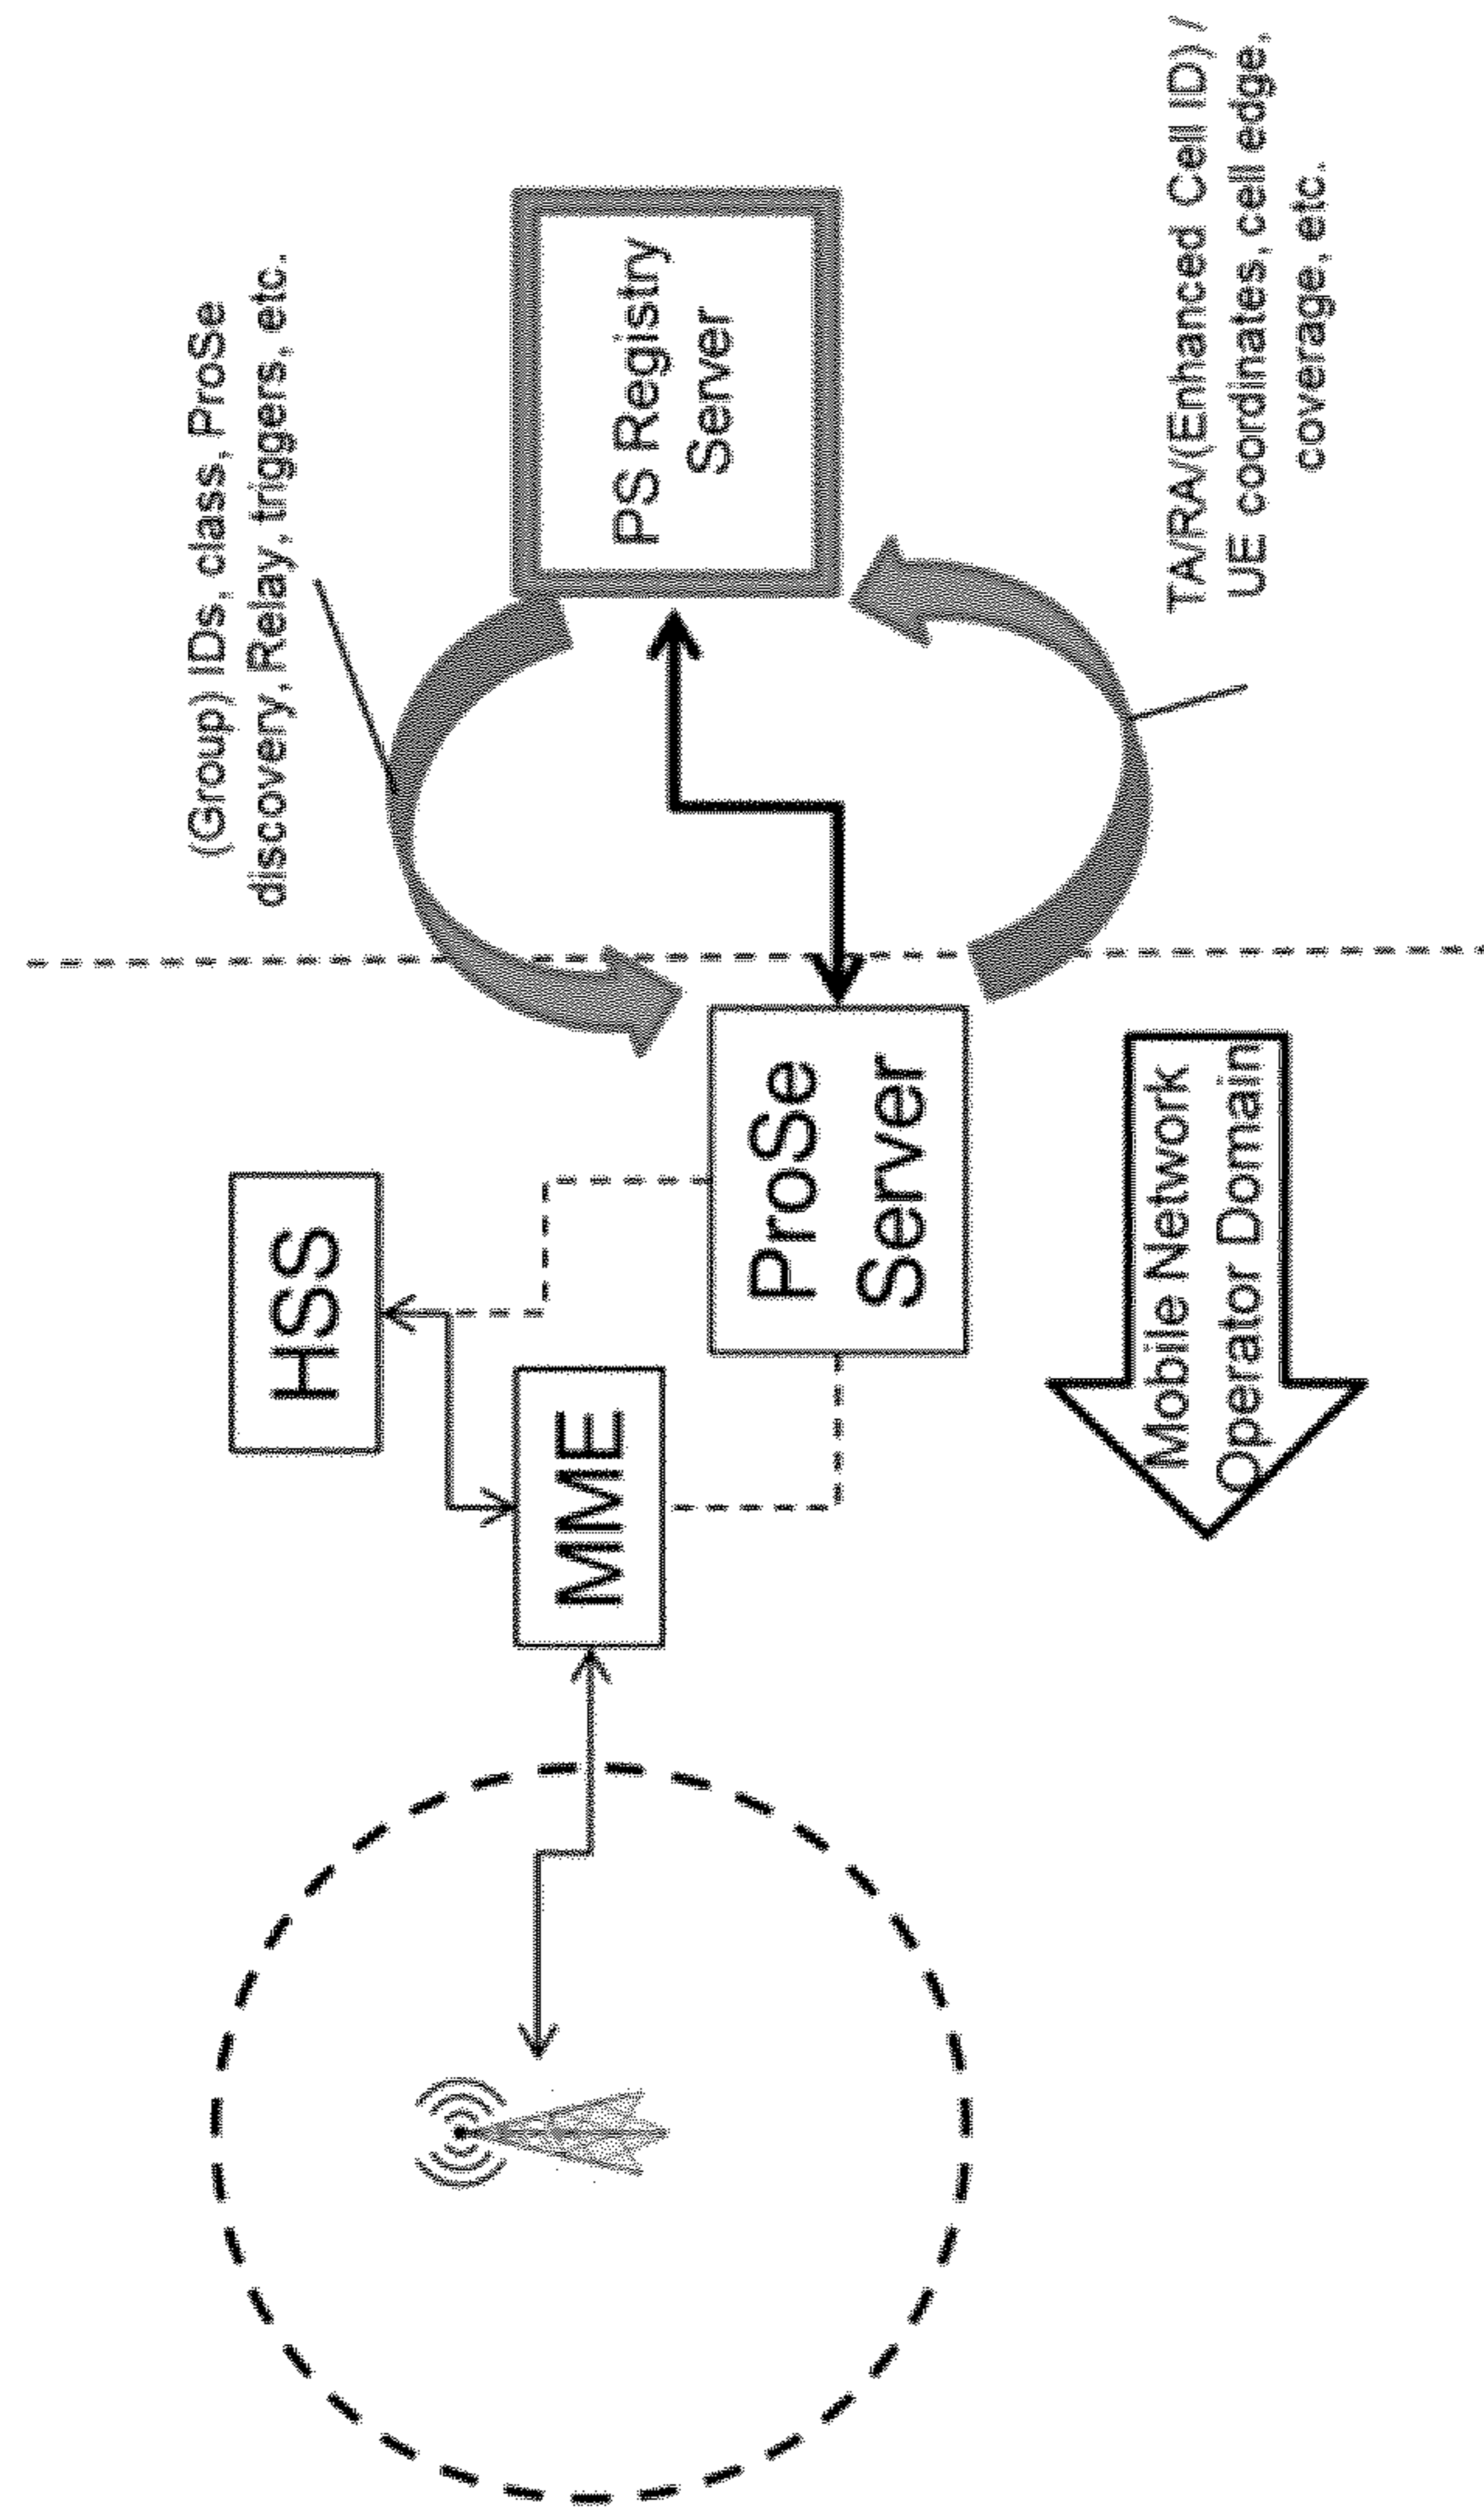 (Group) IDs, class, ProSe
discovery, Relay, triggers, etc.
HSS
MME
PS Registry
Server
ProSe
Server
Mobile Network
Operator Domain
TA/RA/(Enhanced Cell ID) /
UE coordinates, cell edge,
coverage, etc.